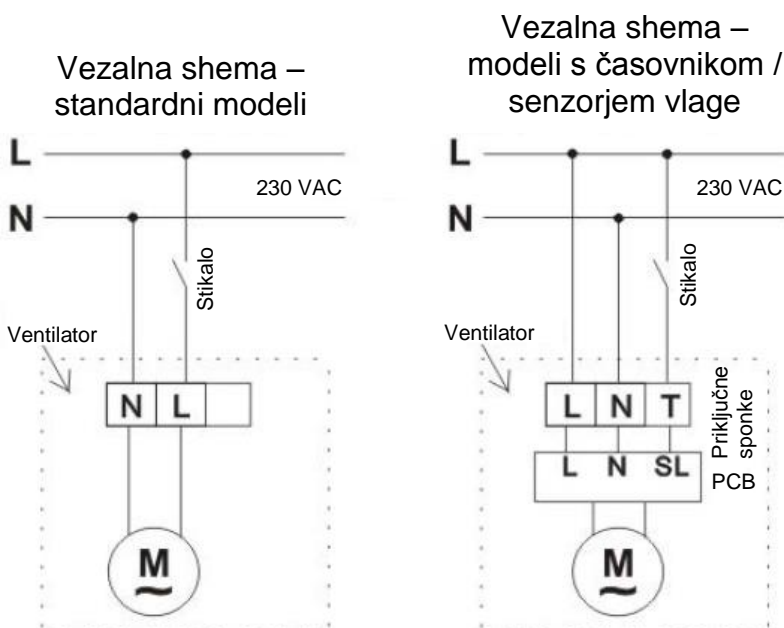 Vezalna shema –
standardni modeli
L
230 VAC
N
Stikalo
Ventilator
N L
M
~
Vezalna shema –
modeli s časovnikom /
senzorjem vlage
L
230 VAC
N
Stikalo
Ventilator
L N T
Priključne
sponke
L N SL
PCB
M
~